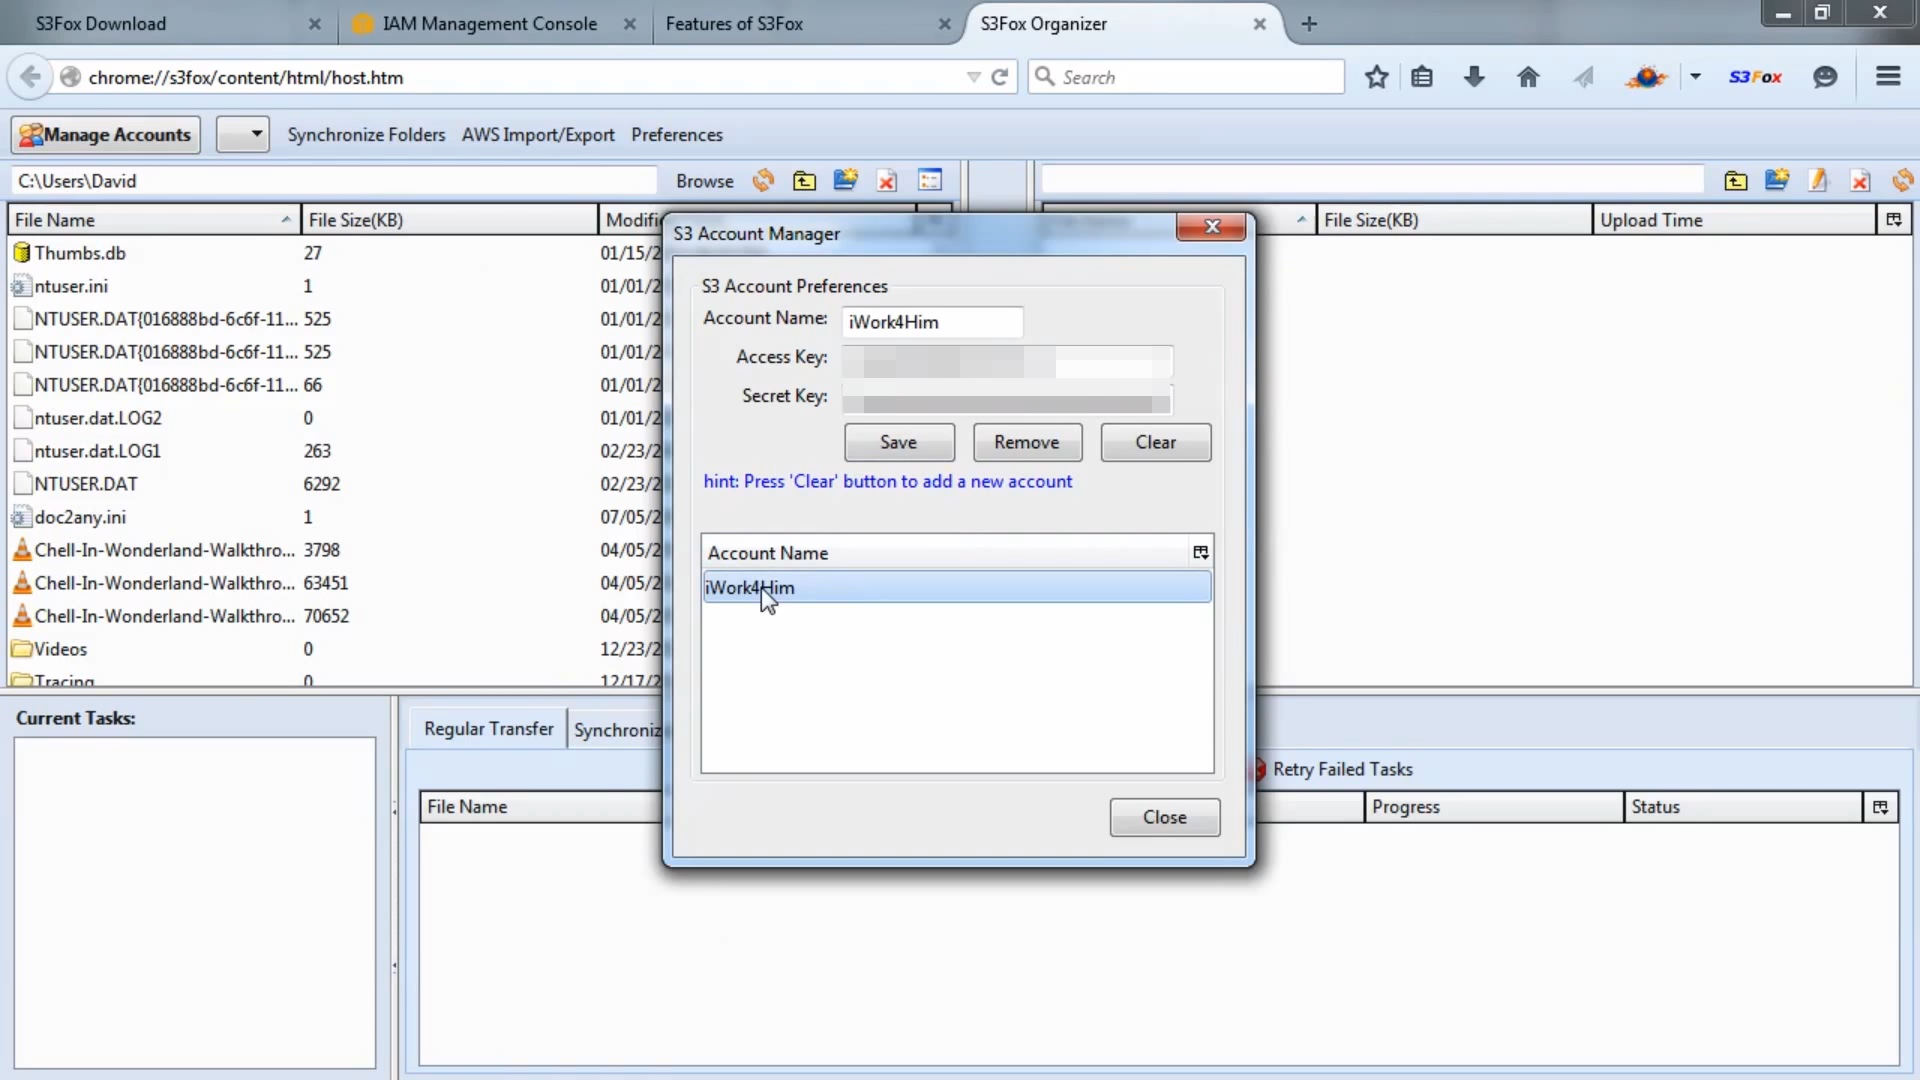 S3Fox Download
IAM Management Console
Features of S3Fox
S3Fox Organizer
chrome://s3fox/content/html/host.htm
Search
S3Fox
Manage Accounts
Synchronize Folders
AWS Import/Export
Preferences
C:\Users\David
Browse
File Name
File Size(KB)
File Size(KB)
Upload Time
Thumbs.db
27
01/15/2
ntuser.ini
1
01/01/2
NTUSER.DAT{016888bd-6c6f-11...
525
01/01/2
NTUSER.DAT{016888bd-6c6f-11...
525
01/01/2
NTUSER.DAT{016888bd-6c6f-11...
66
01/01/2
ntuser.dat.LOG2
0
01/01/2
ntuser.dat.LOG1
263
02/23/2
NTUSER.DAT
6292
02/23/2
doc2any.ini
1
07/05/2
Chell-In-Wonderland-Walkthro...
3798
04/05/2
Chell-In-Wonderland-Walkthro...
63451
04/05/2
Chell-In-Wonderland-Walkthro...
70652
04/05/2
Videos
0
12/23/2
Tracing
0
12/17/2
S3 Account Manager
S3 Account Preferences
Account Name:
iWork4Him
Access Key:
Secret Key:
Save
Remove
Clear
hint: Press 'Clear' button to add a new account
Account Name
iWork4Him
Close
Current Tasks:
Regular Transfer
Synchroniz
Retry Failed Tasks
File Name
Progress
Status